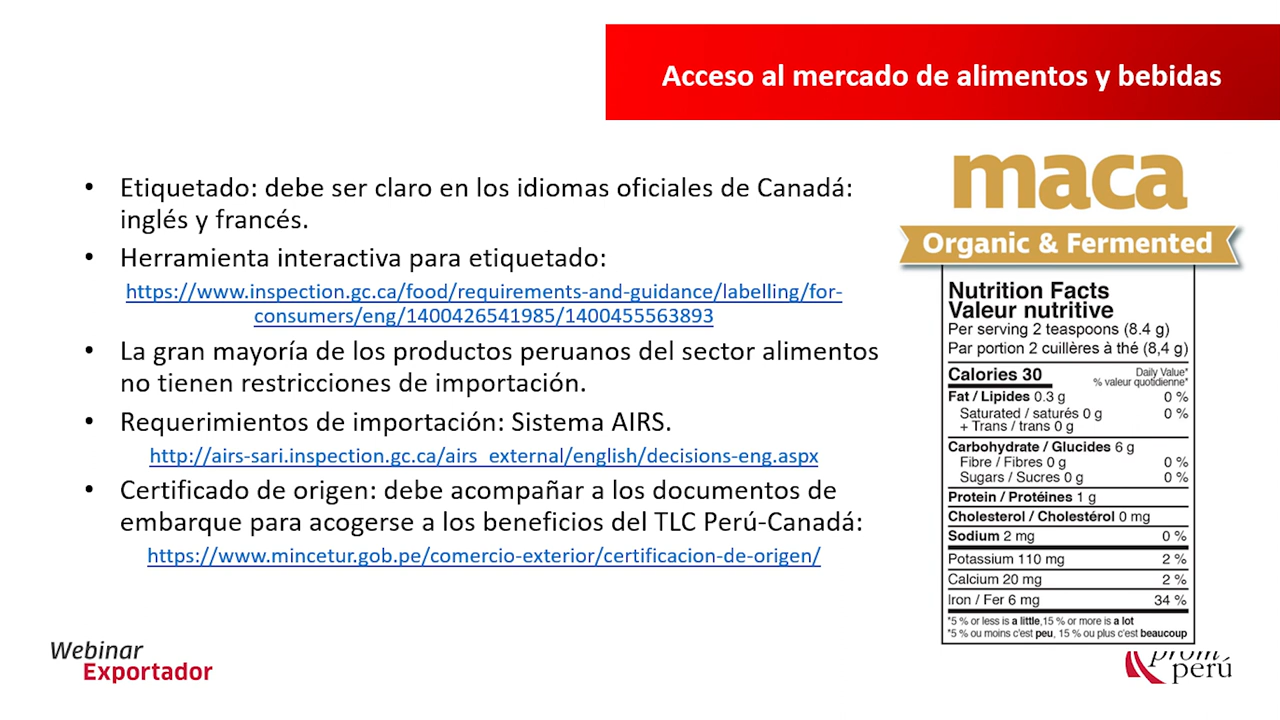 Acceso al mercado de alimentos y bebidas
• Etiquetado: debe ser claro en los idiomas oficiales de Canadá:
inglés y francés.
• Herramienta interactiva para etiquetado:
https://www.inspection.gc.ca/food/requirements-and-guidance/labelling/for-
consumers/eng/1400426541985/1400455563893
• La gran mayoría de los productos peruanos del sector alimentos
no tienen restricciones de importación.
• Requerimientos de importación: Sistema AIRS.
http://airs-sari.inspection.gc.ca/airs_external/english/decisions-eng.aspx
• Certificado de origen: debe acompañar a los documentos de
embarque para acogerse a los beneficios del TLC Perú-Canadá:
https://www.mincetur.gob.pe/comercio-exterior/certificacion-de-origen/
maca
Organic & Fermented
Nutrition Facts
Valeur nutritive
Per serving 2 teaspoons (8.4 g)
Par portion 2 cuillères à thé (8,4 g)
Calories 30
Daily Value*
% valeur quotidienne*
Fat / Lipides 0.3 g 0 %
Saturated / saturés 0 g 0 %
+ Trans / trans 0 g
Carbohydrate / Glucides 6 g
Fibre / Fibres 0 g 0 %
Sugars / Sucres 0 g 0 %
Protein / Protéines 1 g
Cholesterol / Cholestérol 0 mg
Sodium 2 mg 0 %
Potassium 110 mg 2 %
Calcium 20 mg 2 %
Iron / Fer 6 mg 34 %
*5 % or less is a little,15 % or more is a lot
*5 % ou moins c'est peu, 15 % ou plus c'est beaucoup
Webinar
Exportador
prom
perú